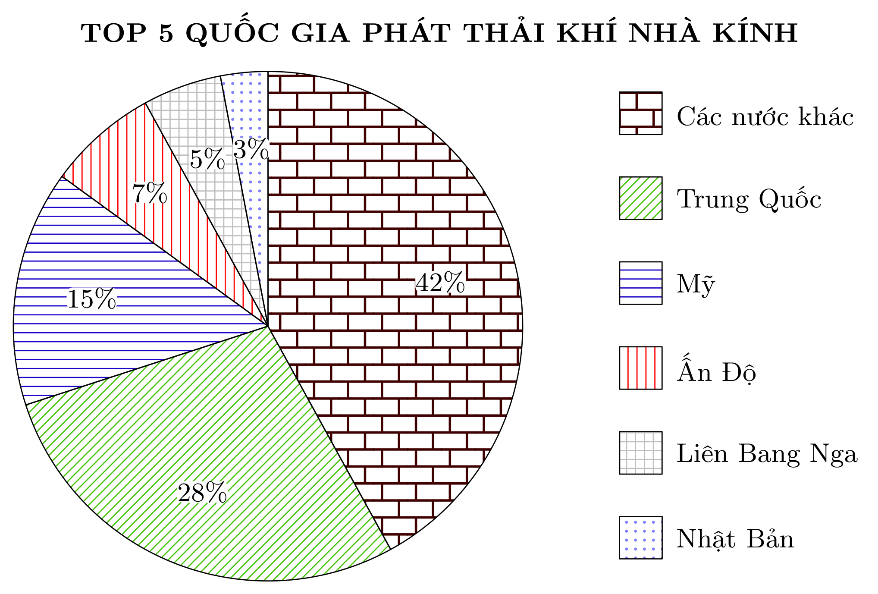 TOP 5 QUỐC GIA PHÁT THẢI KHÍ NHÀ KÍNH
3%
5%
7%
15%
42%
28%
Các nước khác
Trung Quốc
Mỹ
Ấn Độ
Liên Bang Nga
Nhật Bản